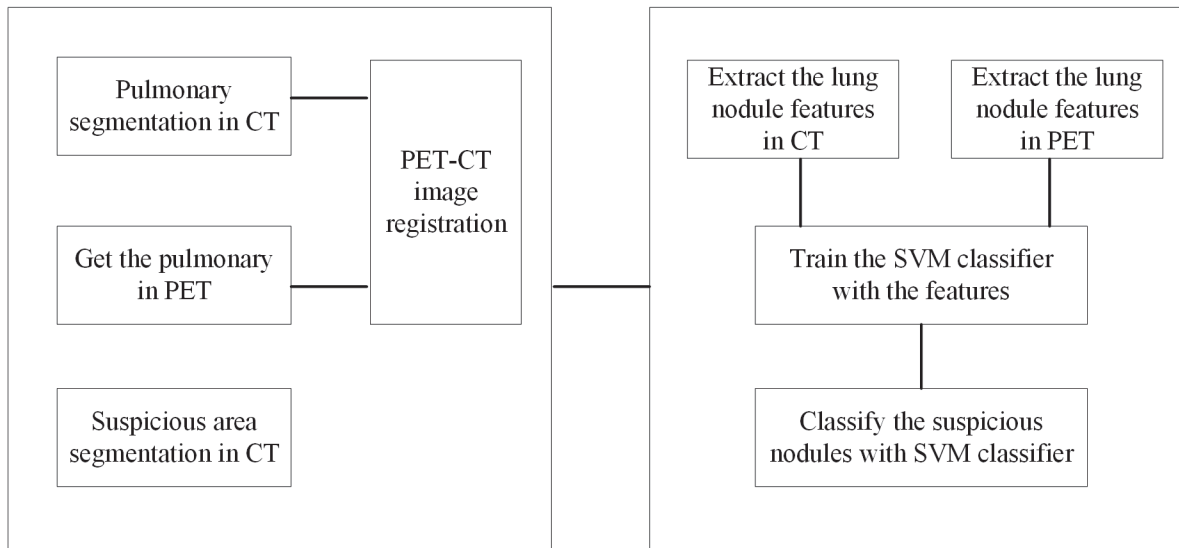 Pulmonary
segmentation in CT
Get the pulmonary
in PET
Suspicious area
segmentation in CT
PET-CT
image
registration
Extract the lung
nodule features
in CT
Extract the lung
nodule features
in PET
Train the SVM classifier
with the features
Classify the suspicious
nodules with SVM classifier